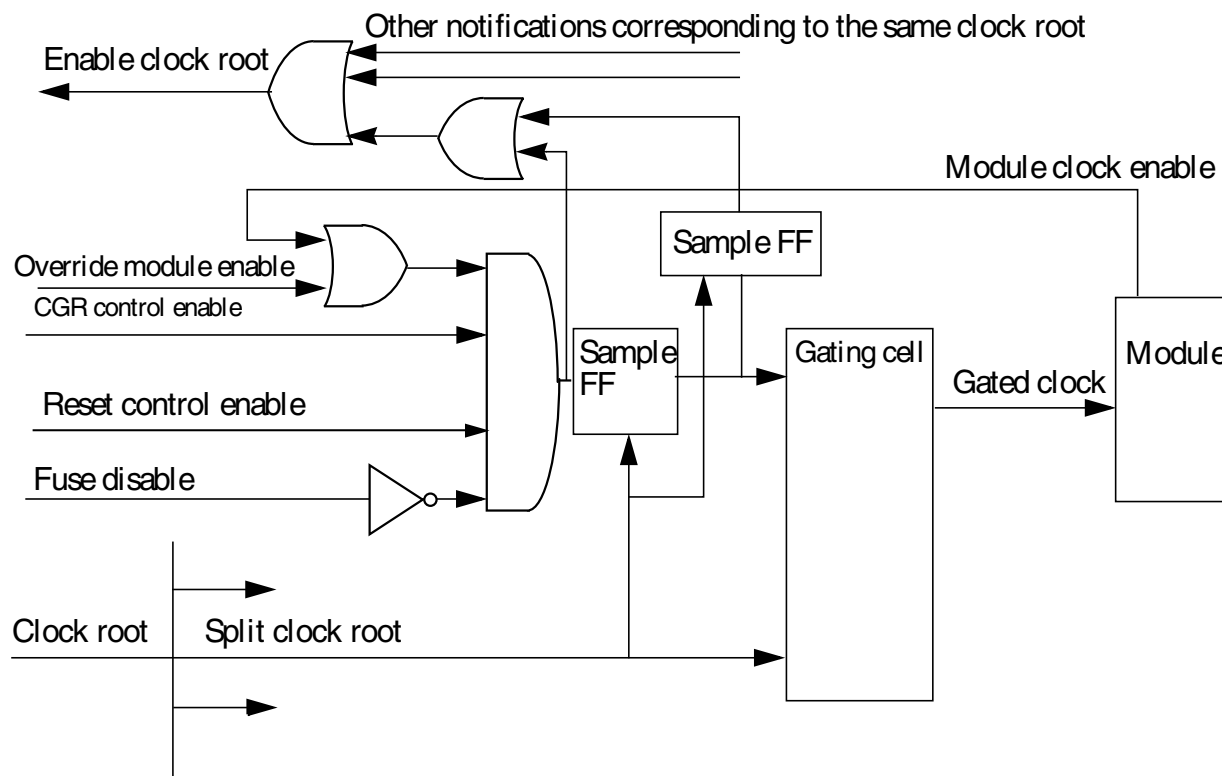 Other notifications corresponding to the same clock root
Enable clock root
Module clock enable
Sample FF
Override module enable
CGR control enable
Sample
FF
Gating cell
Module
Gated clock
Reset control enable
Fuse disable
Clock root
Split clock root